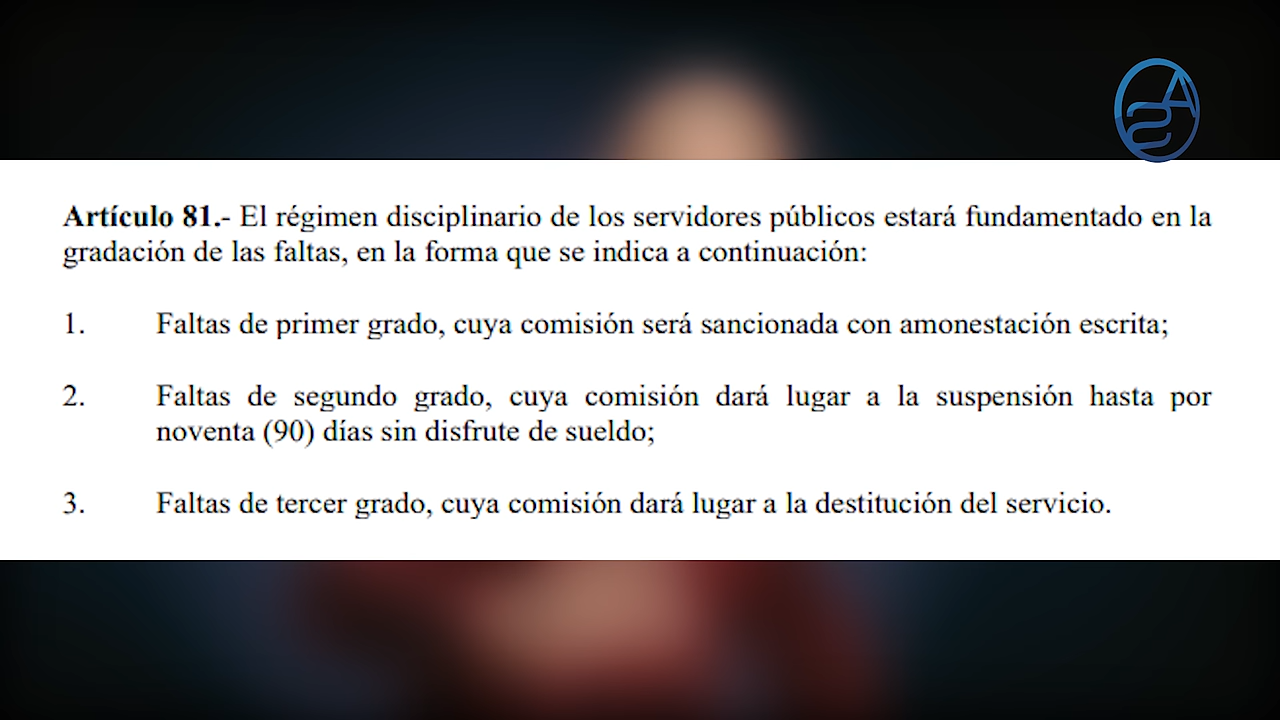 Artículo 81.- El régimen disciplinario de los servidores públicos estará fundamentado en la
gradación de las faltas, en la forma que se indica a continuación:
1. Faltas de primer grado, cuya comisión será sancionada con amonestación escrita;
2. Faltas de segundo grado, cuya comisión dará lugar a la suspensión hasta por
noventa (90) días sin disfrute de sueldo;
3. Faltas de tercer grado, cuya comisión dará lugar a la destitución del servicio.